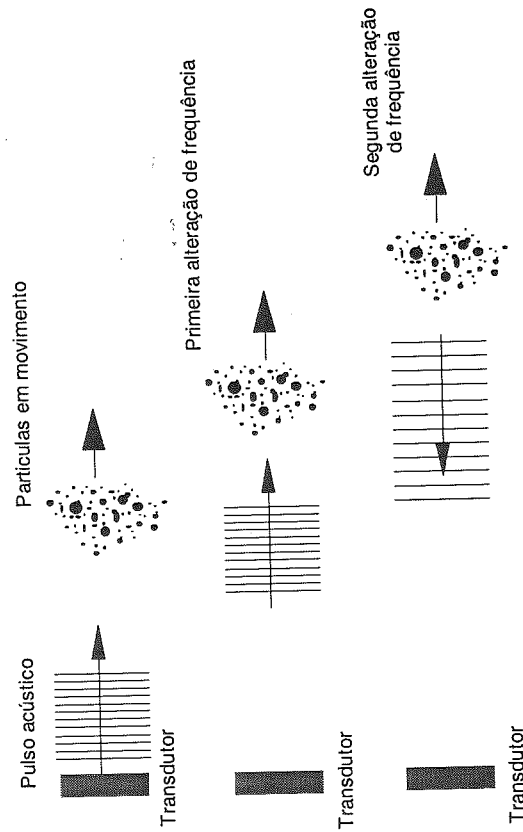 Pulso acústico
Partículas em movimento
Transdutor
Primeira alteração de frequência
Transdutor
Segunda alteração
de frequência
Transdutor